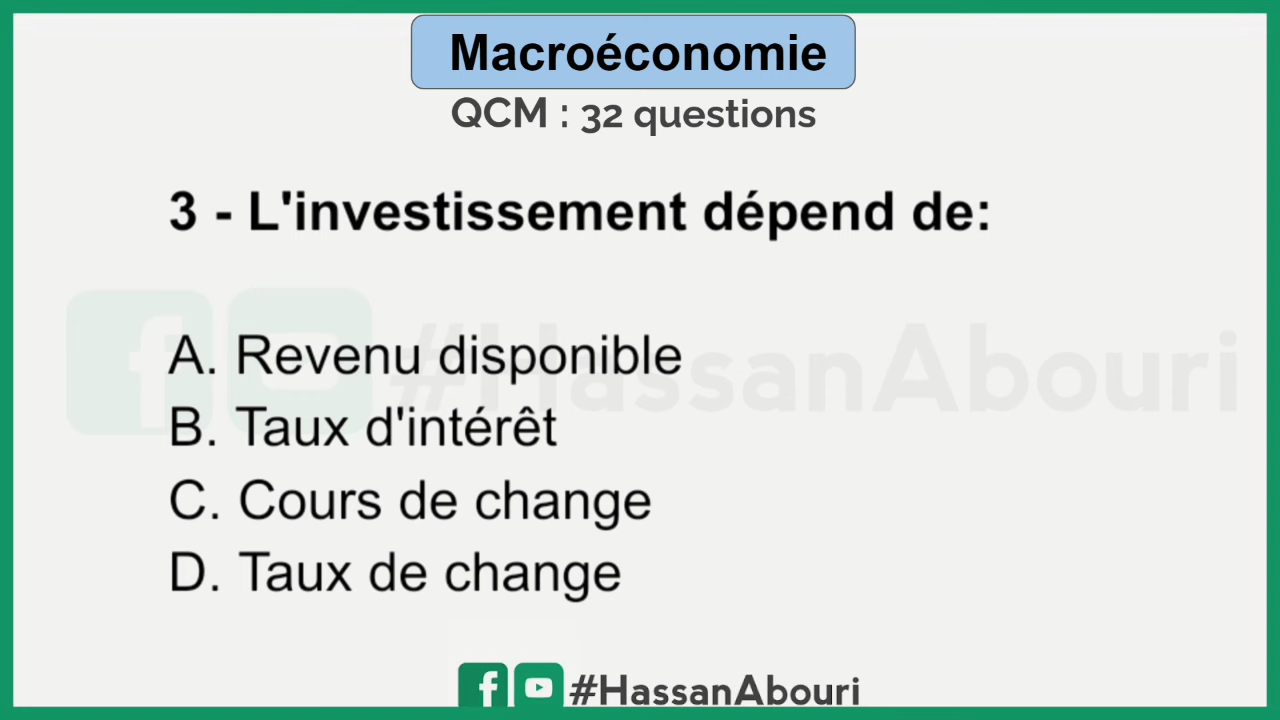 Macroéconomie
QCM : 32 questions
3 - L'investissement dépend de:
#HassanAbouri
A. Revenu disponible
B. Taux d'intérêt
C. Cours de change
D. Taux de change
#HassanAbouri